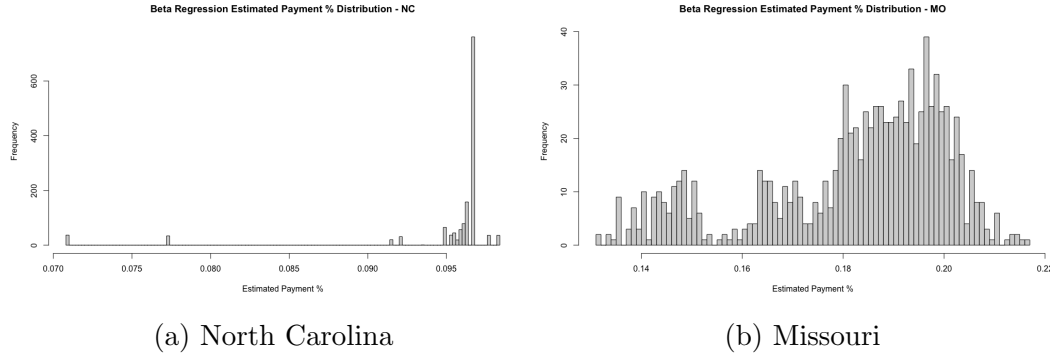 Beta Regression Estimated Payment % Distribution - NC
Frequency
0
200
400
600
0.070
0.075
0.080
0.085
0.090
0.095
Estimated Payment %
(a) North Carolina
Beta Regression Estimated Payment % Distribution - MO
Frequency
0
10
20
30
40
0.14
0.16
0.18
0.20
0.22
Estimated Payment %
(b) Missouri